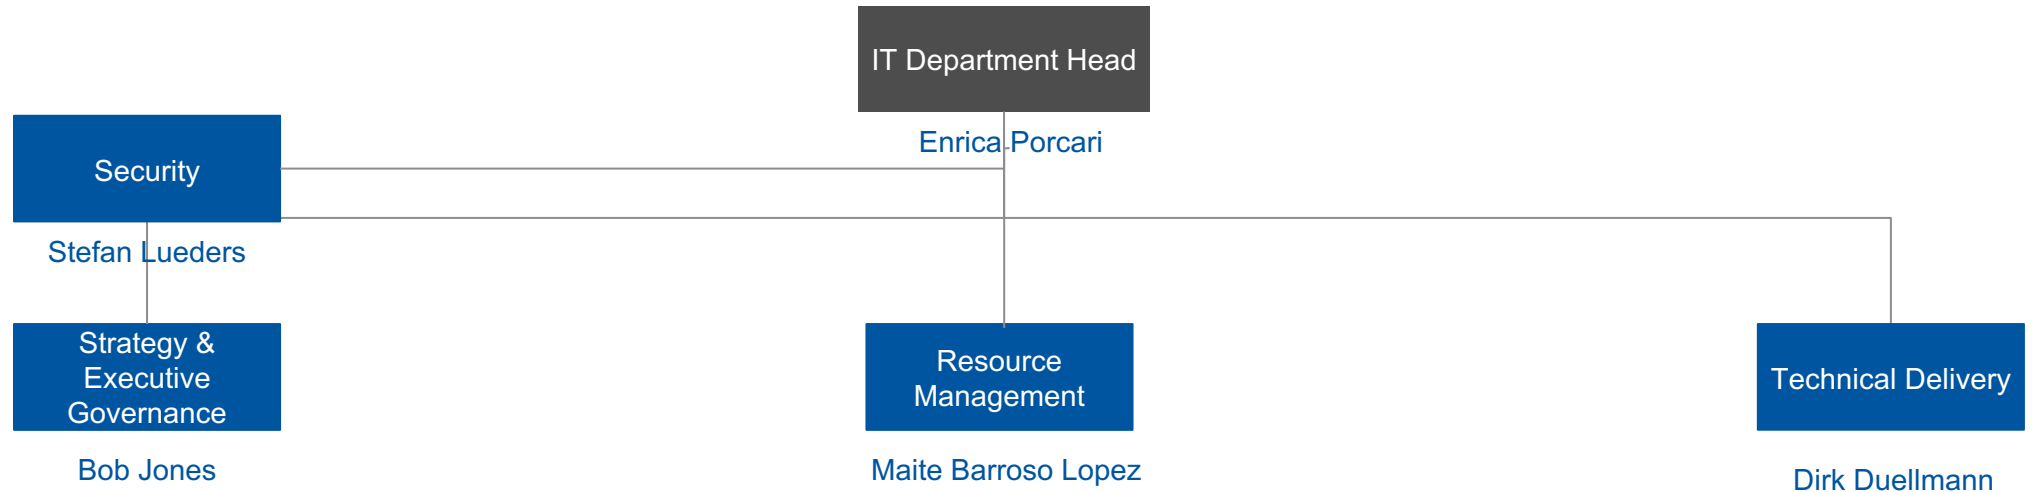 IT Department Head
Enrica Porcari
Security
Stefan Lueders
Strategy &
Executive
Governance
Bob Jones
Resource
Management
Maite Barroso Lopez
Technical Delivery
Dirk Duellmann